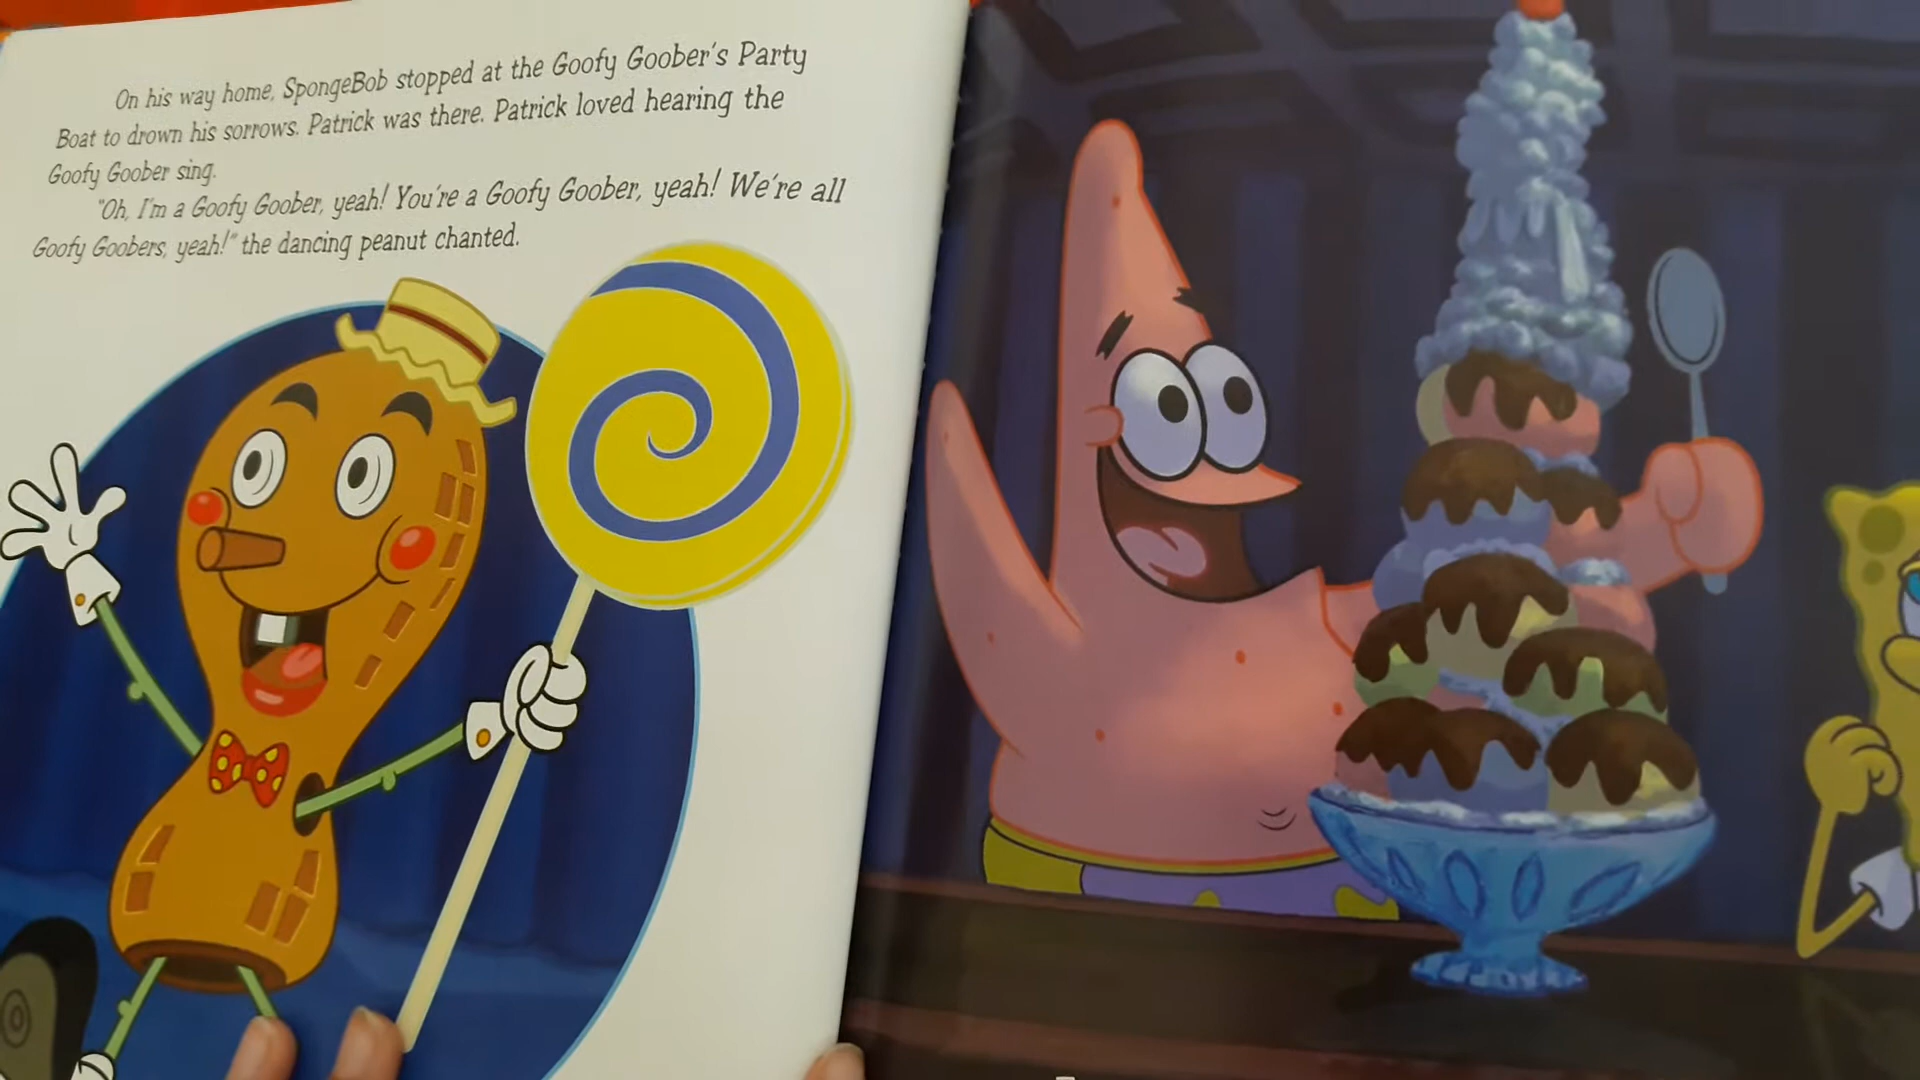 On his way home, SpongeBob stopped at the Goofy Goober's Party
Boat to drown his sorrows. Patrick was there. Patrick loved hearing the
Goofy Goober sing.
"Oh, I'm a Goofy Goober, yeah! You're a Goofy Goober, yeah! We're all
Goofy Goobers, yeah!" the dancing peanut chanted.